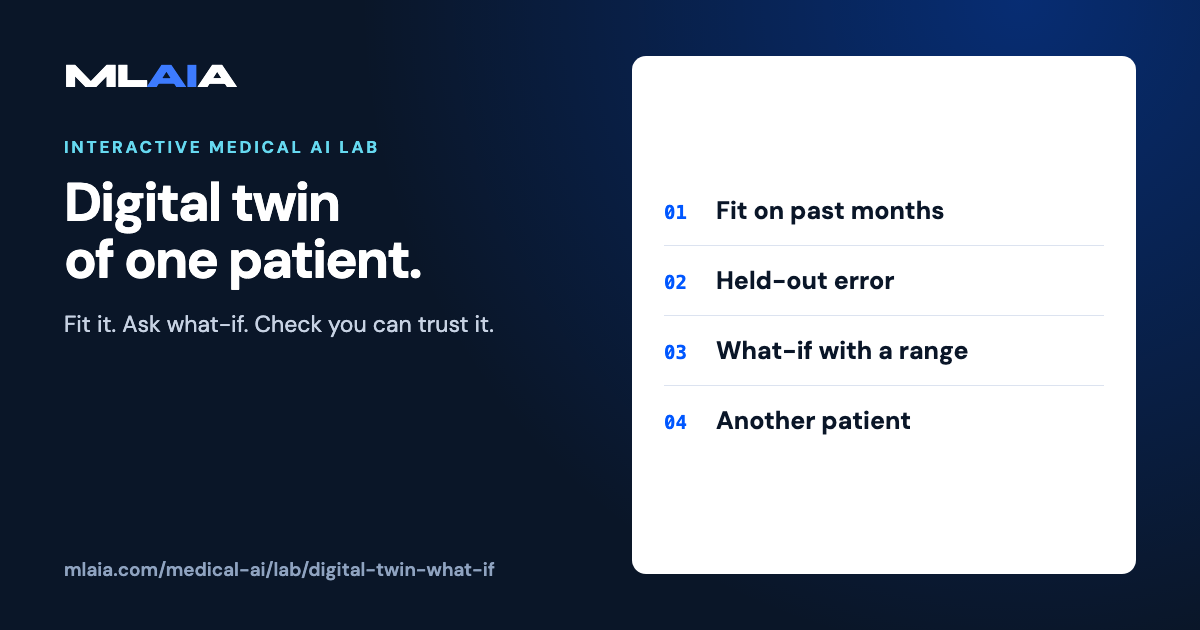 MLAIA
INTERACTIVE MEDICAL AI LAB
Digital twin
of one patient.
Fit it. Ask what-if. Check you can trust it.
mlaia.com/medical-ai/lab/digital-twin-what-if
01 Fit on past months
02 Held-out error
03 What-if with a range
04 Another patient